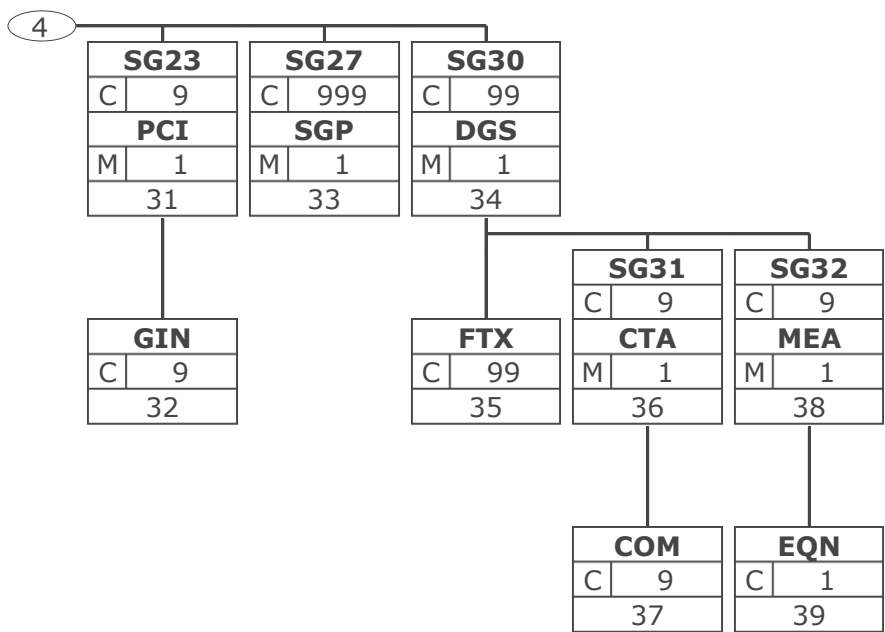 4
SG23 SG27 SG30
C 9 C 999 C 99
PCI SGP DGS
M 1 M 1 M 1
31 33 34
SG31 SG32
C 9 C 9
GIN FTX CTA MEA
C 9 C 99 M 1 M 1
32 35 36 38
COM EQN
C 9 C 1
37 39